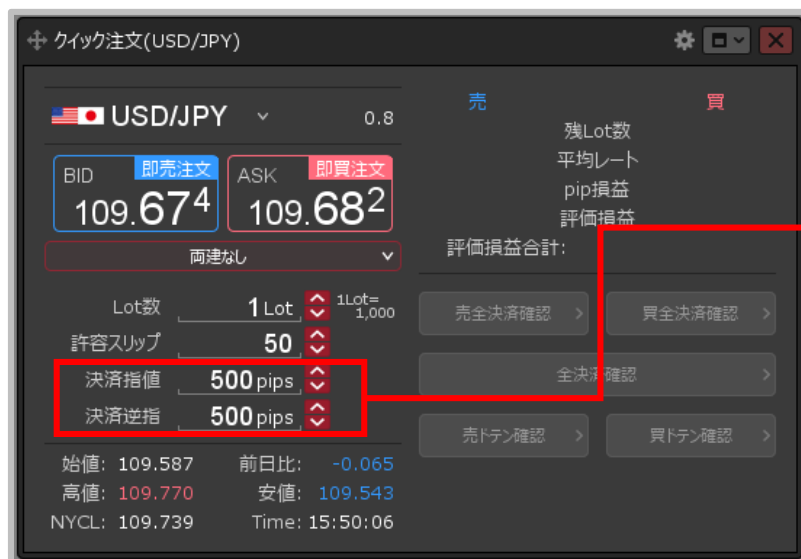 クイック注文(USD/JPY)
USD/JPY 0.8
BID 即売注文 109.674
ASK 即買注文 109.682
両建なし
Lot数 1 Lot 1Lot= 1,000
許容スリップ 50
決済指値 500 pips
決済逆指 500 pips
始値: 109.587 前日比: -0.065
高値: 109.770 安値: 109.543
NYCL: 109.739 Time: 15:50:06
売 買
残Lot数
平均レート
pip損益
評価損益
評価損益合計:
売全決済確認 買全決済確認
全決済確認
売ドテン確認 買ドテン確認